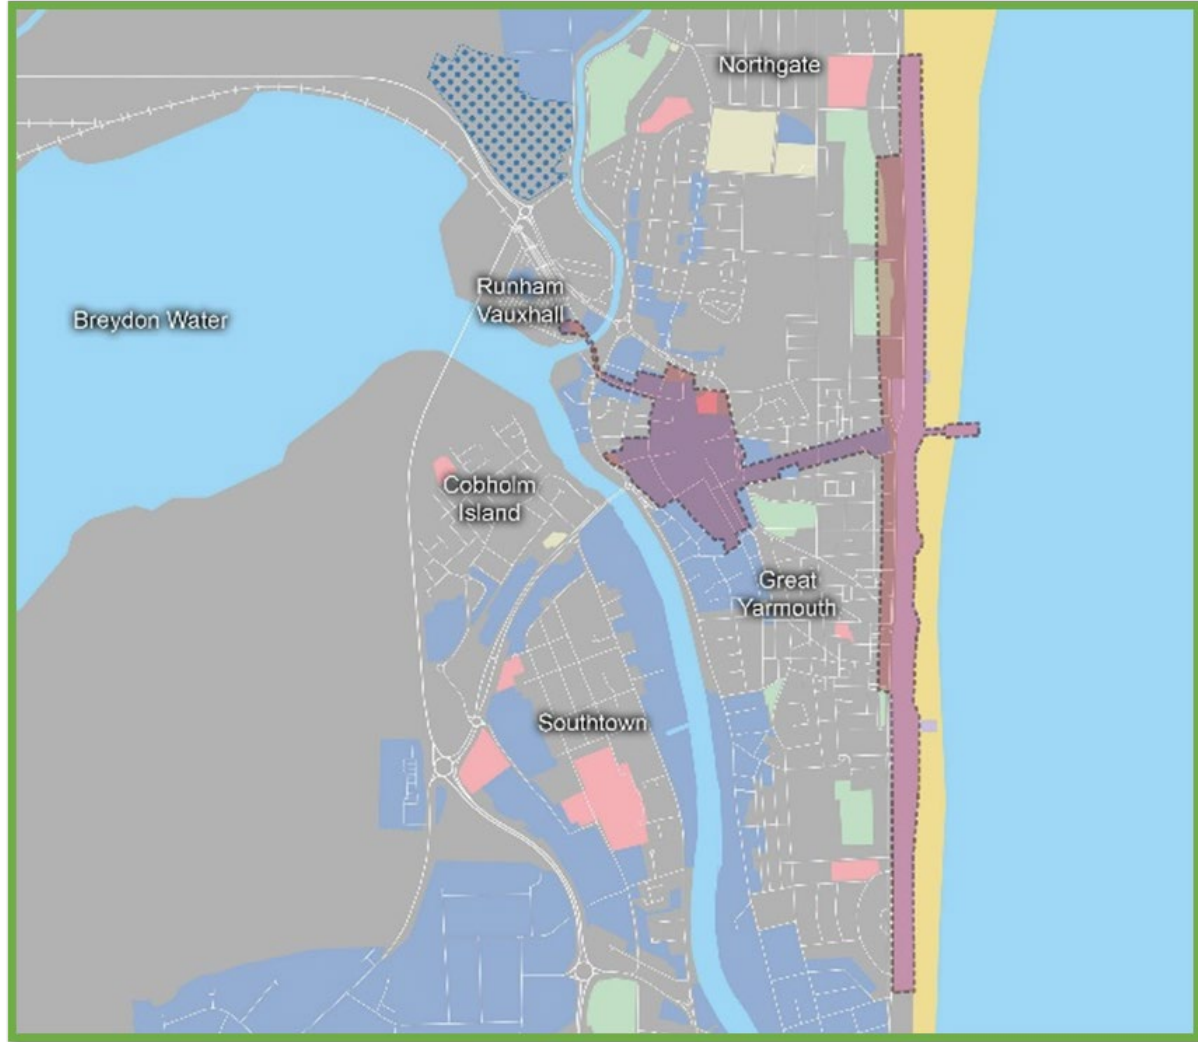 Northgate
Runham
Vauxhall
Breydon Water
Cobholm
Island
Great
Yarmouth
Southtown